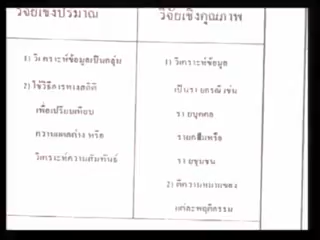 วิจัยเชิงปริมาณ
1) วิเคราะห์ข้อมูลเป็นกลุ่ม
2) ใช้วิธีการทางสถิติ
เพื่อเปรียบเทียบ
ความแตกต่าง หรือ
วิเคราะห์ความสัมพันธ์
วิจัยเชิงคุณภาพ
1) วิเคราะห์ข้อมูล
เป็นรายกรณี เช่น
รายบุคคล
รายกลุ่มหรือ
รายชุมชน
2) ตีความหมายของ
แต่ละพฤติกรรม